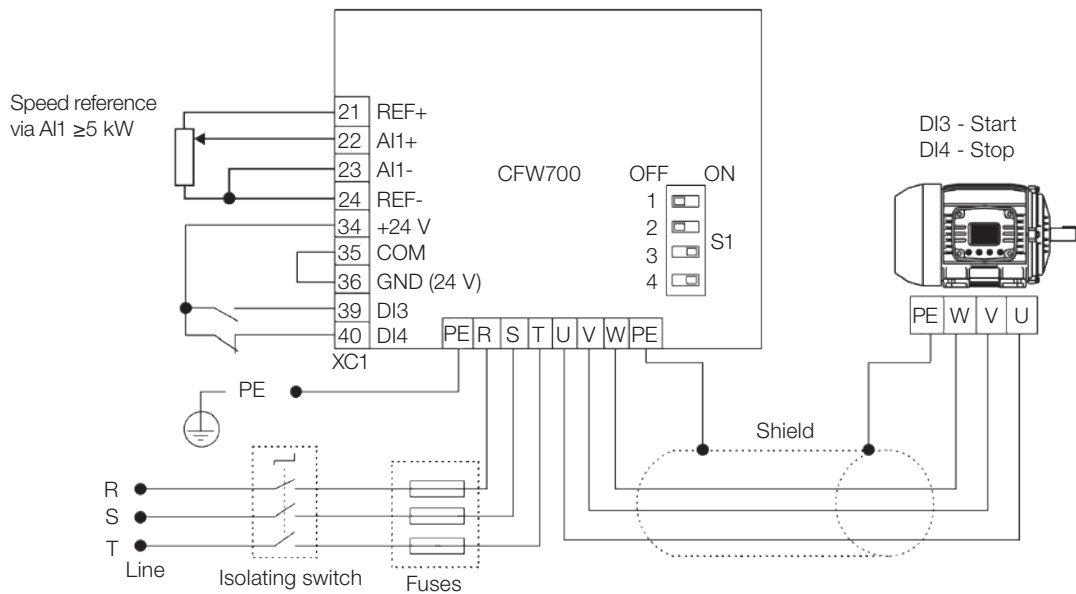 Speed reference
via AI1 ≥5 kW
21 REF+
22 AI1+
23 AI1-
24 REF-
34 +24 V
35 COM
36 GND (24 V)
39 DI3
40 DI4
XC1
CFW700
OFF ON
1
2
3
4
S1
DI3 - Start
DI4 - Stop
PE R S T U V W PE
PE W V U
PE
Shield
R
S
T
Line
Isolating switch
Fuses